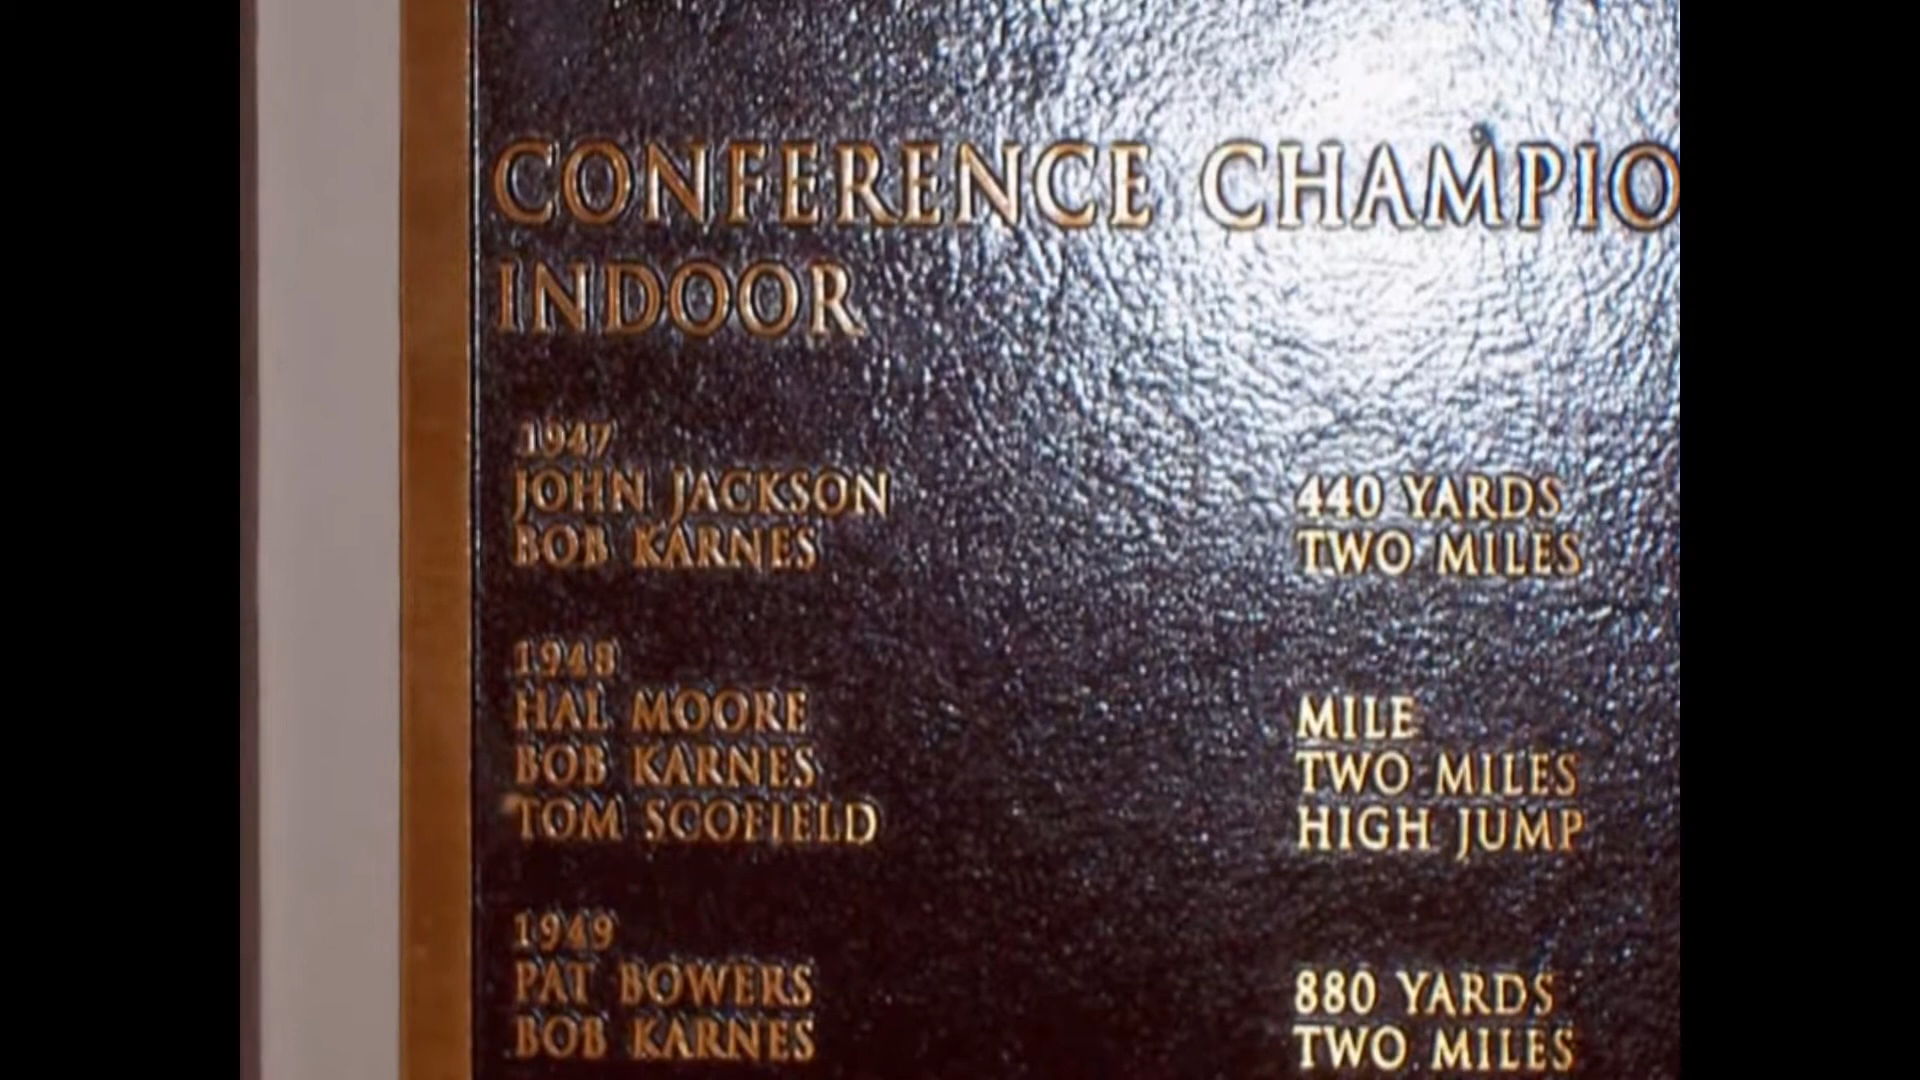 CONFERENCE CHAMPIO
INDOOR
1947
JOHN JACKSON 440 YARDS
BOB KARNES TWO MILES
1948
HAL MOORE MILE
BOB KARNES TWO MILES
TOM SCOFIELD HIGH JUMP
1949
PAT BOWERS 880 YARDS
BOB KARNES TWO MILES